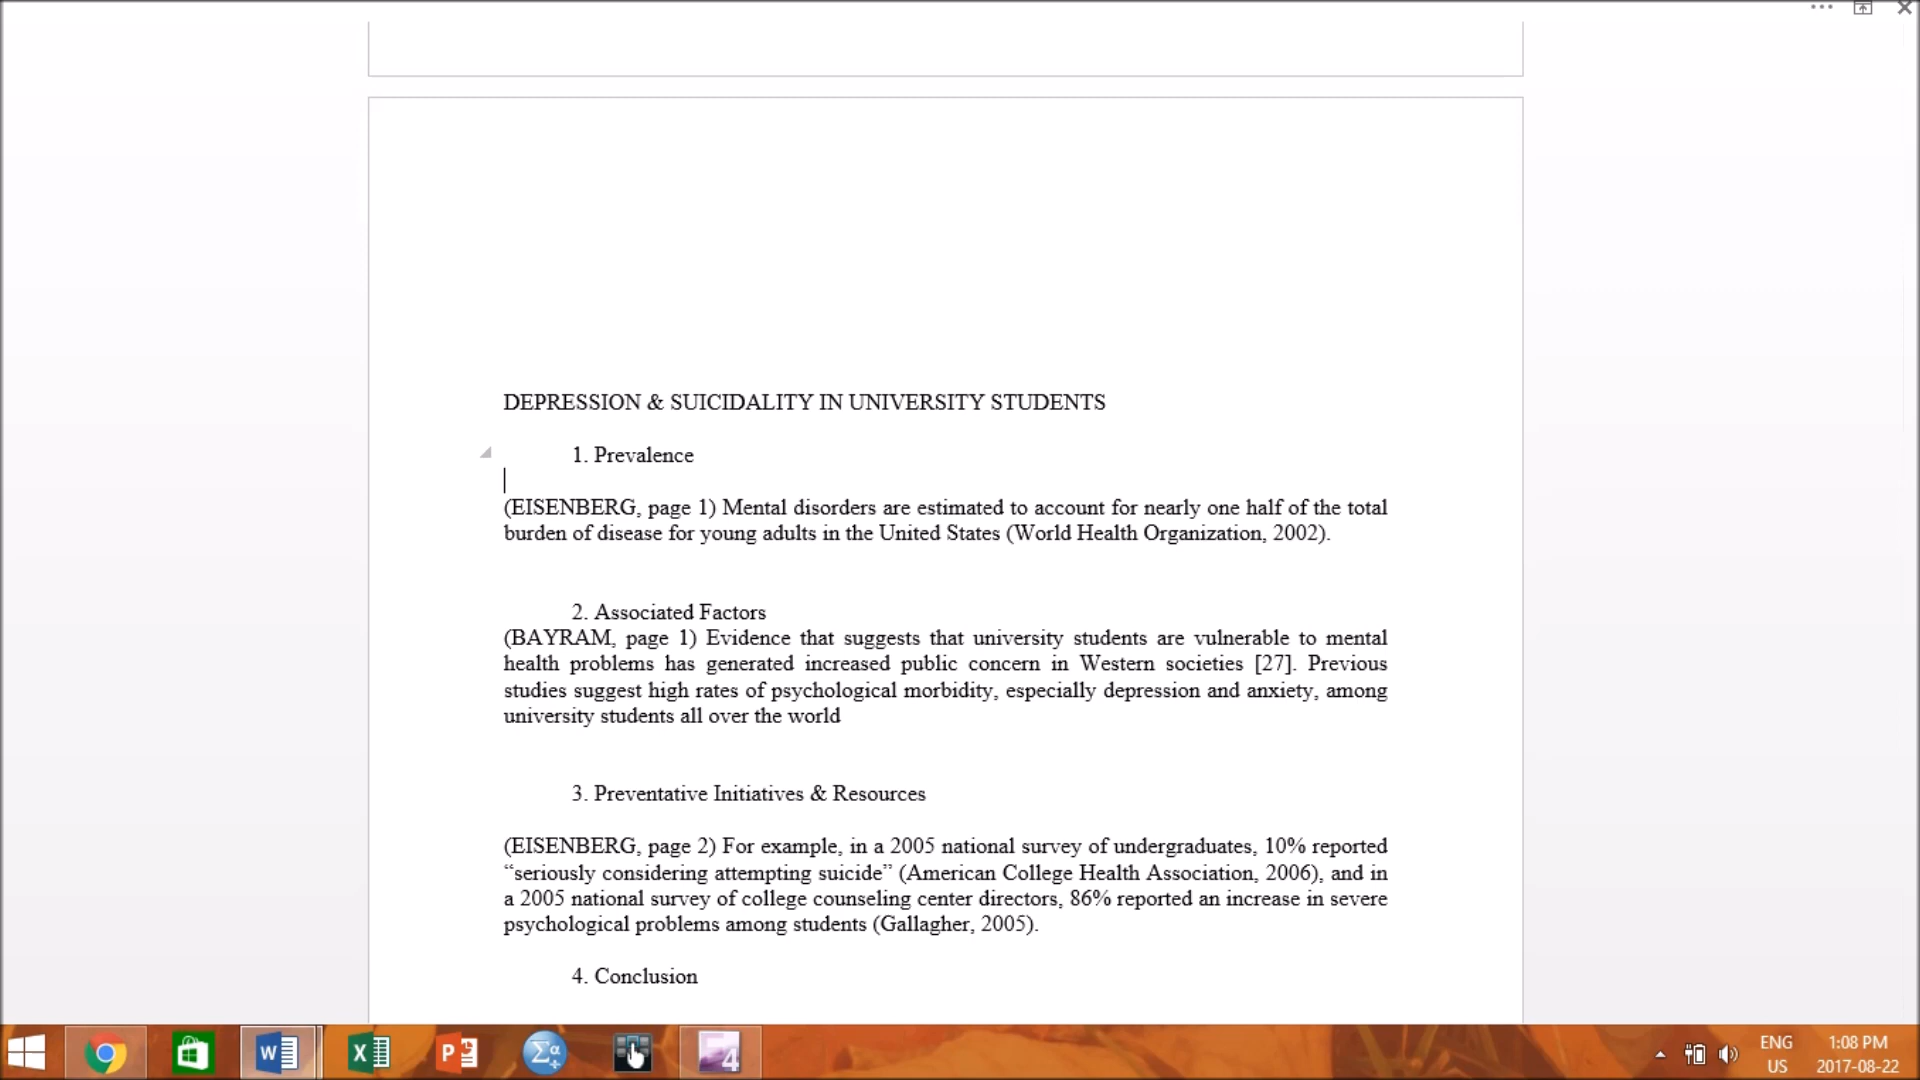 DEPRESSION & SUICIDALITY IN UNIVERSITY STUDENTS
1. Prevalence
(EISENBERG, page 1) Mental disorders are estimated to account for nearly one half of the total
burden of disease for young adults in the United States (World Health Organization, 2002).
2. Associated Factors
(BAYRAM, page 1) Evidence that suggests that university students are vulnerable to mental
health problems has generated increased public concern in Western societies [27]. Previous
studies suggest high rates of psychological morbidity, especially depression and anxiety, among
university students all over the world
3. Preventative Initiatives & Resources
(EISENBERG, page 2) For example, in a 2005 national survey of undergraduates, 10% reported
“seriously considering attempting suicide” (American College Health Association, 2006), and in
a 2005 national survey of college counseling center directors, 86% reported an increase in severe
psychological problems among students (Gallagher, 2005).
4. Conclusion
ENG 1:08 PM
US 2017-08-22